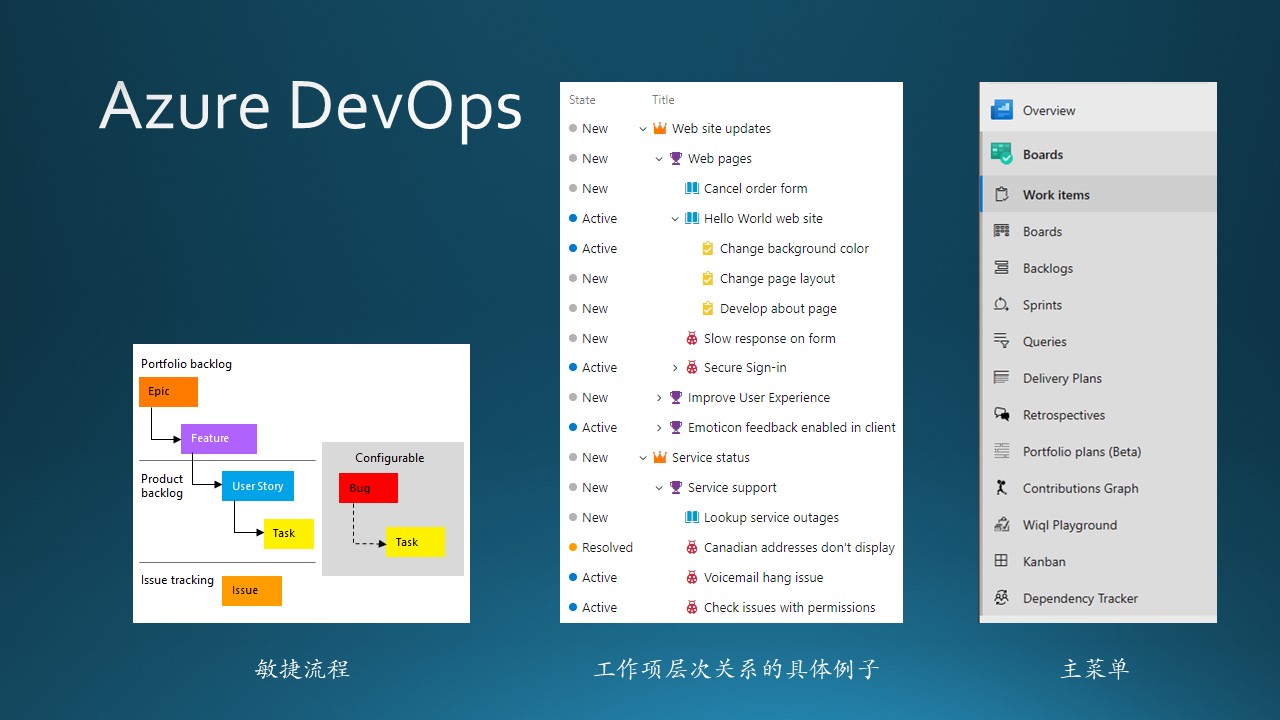 Azure DevOps
Portfolio backlog
Epic
Feature
Product
backlog
User Story
Task
Issue tracking
Issue
Configurable
Bug
Task
敏捷流程
State Title
New Web site updates
New Web pages
New Cancel order form
Active Hello World web site
Active Change background color
New Change page layout
New Develop about page
New Slow response on form
Active Secure Sign-in
New Improve User Experience
Active Emoticon feedback enabled in client
New Service status
New Service support
New Lookup service outages
Resolved Canadian addresses don't display
Active Voicemail hang issue
Active Check issues with permissions
工作项层次关系的具体例子
Overview
Boards
Work items
Boards
Backlogs
Sprints
Queries
Delivery Plans
Retrospectives
Portfolio plans (Beta)
Contributions Graph
Wiql Playground
Kanban
Dependency Tracker
主菜单